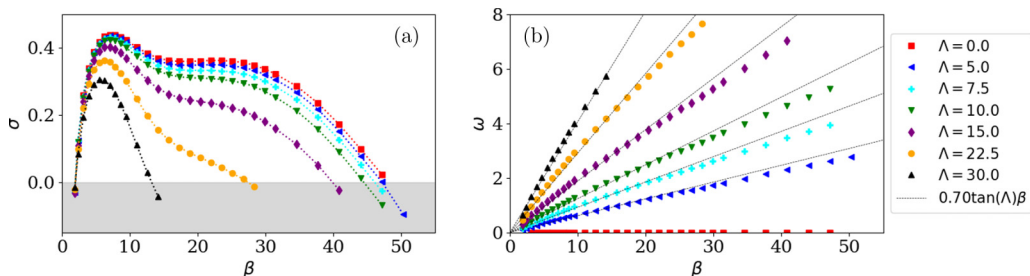 (a)
σ
0.4
0.2
0.0
0 10 20 30 40 50
β
(b)
ω
8
6
4
2
0
0 10 20 30 40 50
β
Λ = 0.0
Λ = 5.0
Λ = 7.5
Λ = 10.0
Λ = 15.0
Λ = 22.5
Λ = 30.0
0.70tan(Λ)β